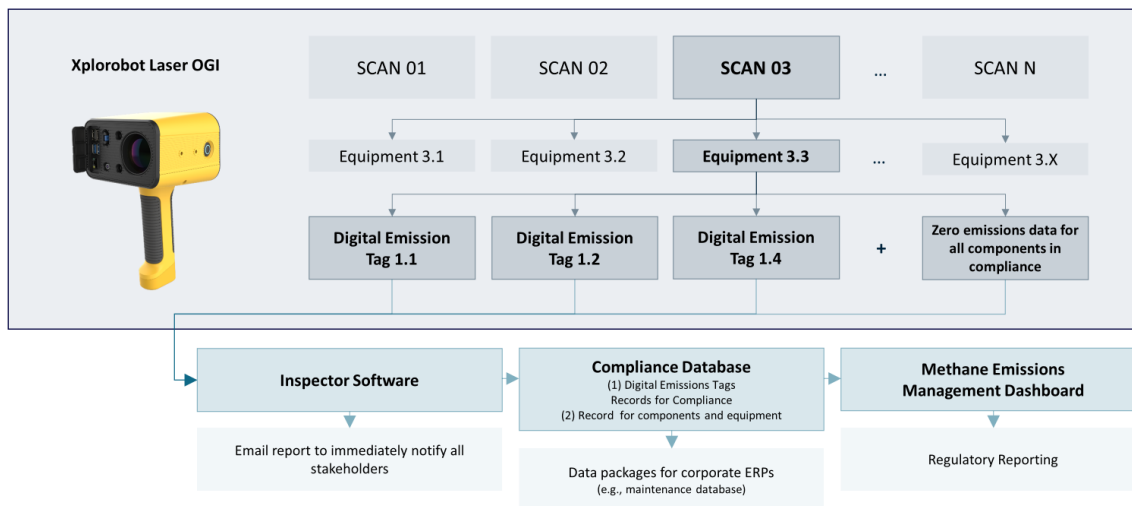 Xplorobot Laser OGI
SCAN 01
SCAN 02
SCAN 03
...
SCAN N
Equipment 3.1
Equipment 3.2
Equipment 3.3
...
Equipment 3.X
Digital Emission
Tag 1.1
Digital Emission
Tag 1.2
Digital Emission
Tag 1.4
+
Zero emissions data for
all components in
compliance
Inspector Software
Compliance Database
(1) Digital Emissions Tags
Records for Compliance
(2) Record for components and equipment
Methane Emissions
Management Dashboard
Email report to immediately notify all
stakeholders
Data packages for corporate ERPs
(e.g., maintenance database)
Regulatory Reporting